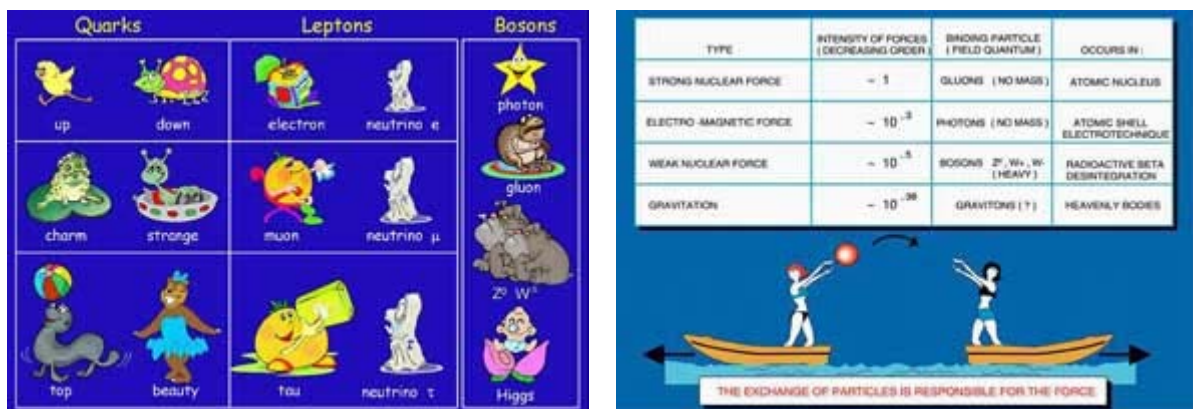 Quarks Leptons Bosons
up down electron neutrino e photon
gluon
charm strange muon neutrino μ
Z⁰ W±
top beauty tau neutrino τ Higgs
TYPE
INTENSITY OF FORCES
( DECREASING ORDER )
BINDING PARTICLE
( FIELD QUANTUM )
OCCURS IN :
STRONG NUCLEAR FORCE
~ 1
GLUONS ( NO MASS )
ATOMIC NUCLEUS
ELECTRO -MAGNETIC FORCE
~ 10⁻³
PHOTONS ( NO MASS )
ATOMIC SHELL
ELECTROTECHNIQUE
WEAK NUCLEAR FORCE
~ 10⁻⁵
BOSONS Z⁰, W+, W-
( HEAVY )
RADIOACTIVE BETA
DESINTEGRATION
GRAVITATION
~ 10⁻³⁸
GRAVITONS ( ? )
HEAVENLY BODIES
THE EXCHANGE OF PARTICLES IS RESPONSIBLE FOR THE FORCE